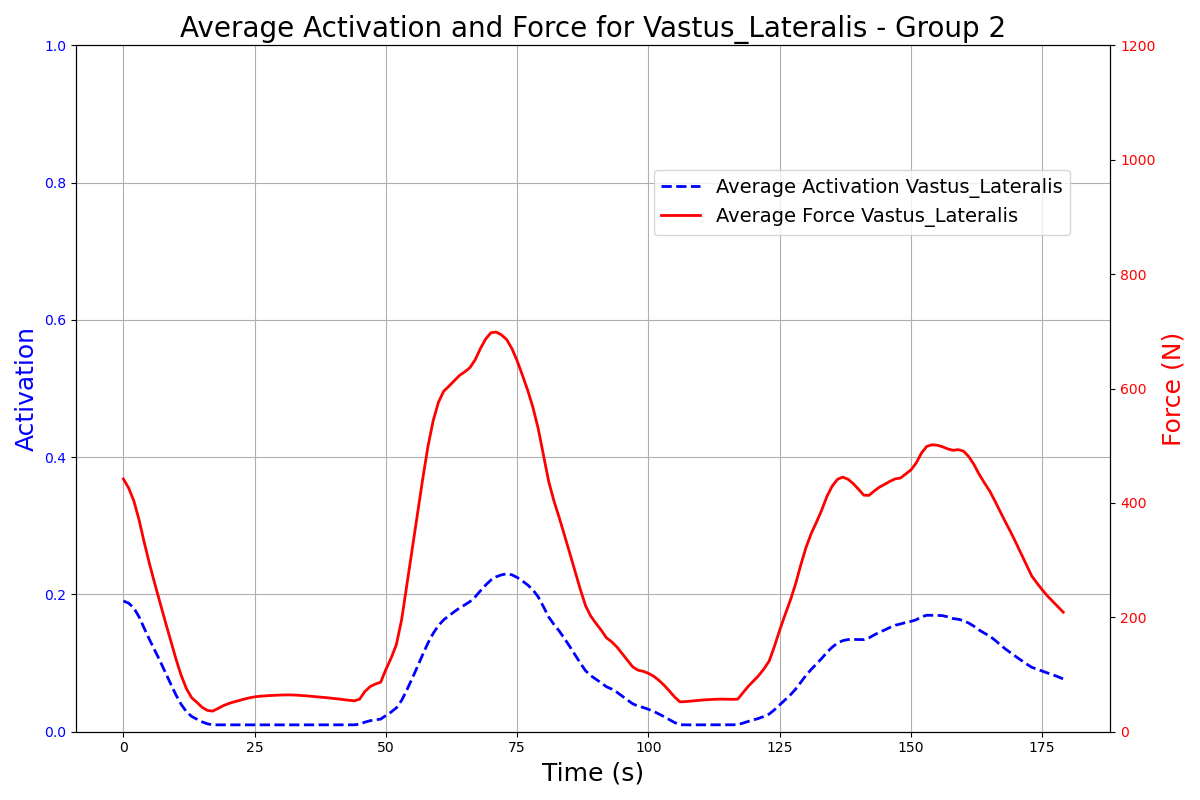 Average Activation and Force for Vastus_Lateralis - Group 2
1.0
0.8
0.6
0.4
0.2
0.0
Activation
1200
1000
800
600
400
200
0
Force (N)
Average Activation Vastus_Lateralis
Average Force Vastus_Lateralis
0 25 50 75 100 125 150 175
Time (s)